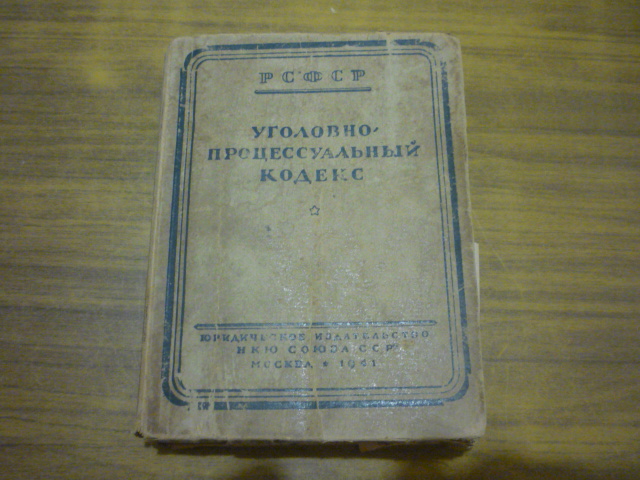 РСФСР
УГОЛОВНО-
ПРОЦЕССУАЛЬНЫЙ
КОДЕКС
ЮРИДИЧЕСКОЕ ИЗДАТЕЛЬСТВО
НКЮ СОЮЗА ССР
МОСКВА * 1941